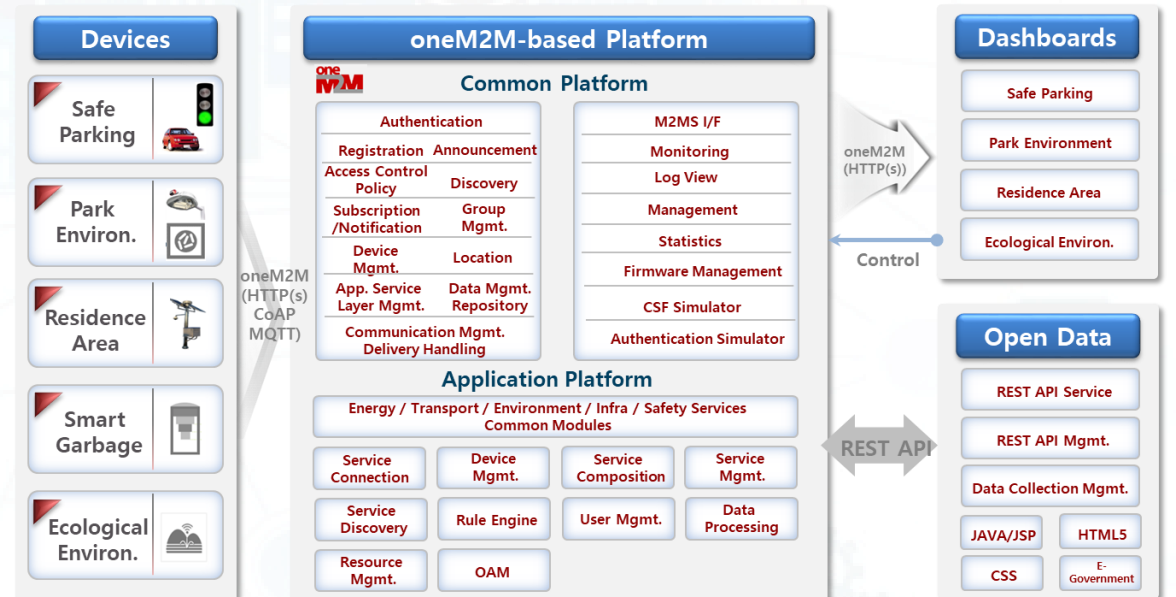 Devices
Safe
Parking
Park
Environ.
Residence
Area
Smart
Garbage
Ecological
Environ.
oneM2M
(HTTP(s)
CoAP
MQTT)
oneM2M-based Platform
one
M2M
Common Platform
Authentication
Registration Announcement
Access Control
Policy
Discovery
Subscription
/Notification
Group
Mgmt.
Device
Mgmt.
Location
App. Service
Layer Mgmt.
Data Mgmt.
Repository
Communication Mgmt.
Delivery Handling
M2MS I/F
Monitoring
Log View
Management
Statistics
Firmware Management
CSF Simulator
Authentication Simulator
Application Platform
Energy / Transport / Environment / Infra / Safety Services
Common Modules
Service
Connection
Device
Mgmt.
Service
Composition
Service
Mgmt.
Service
Discovery
Rule Engine
User Mgmt.
Data
Processing
Resource
Mgmt.
OAM
oneM2M
(HTTP(s))
Control
REST API
Dashboards
Safe Parking
Park Environment
Residence Area
Ecological Environ.
Open Data
REST API Service
REST API Mgmt.
Data Collection Mgmt.
JAVA/JSP
HTML5
CSS
E-
Government